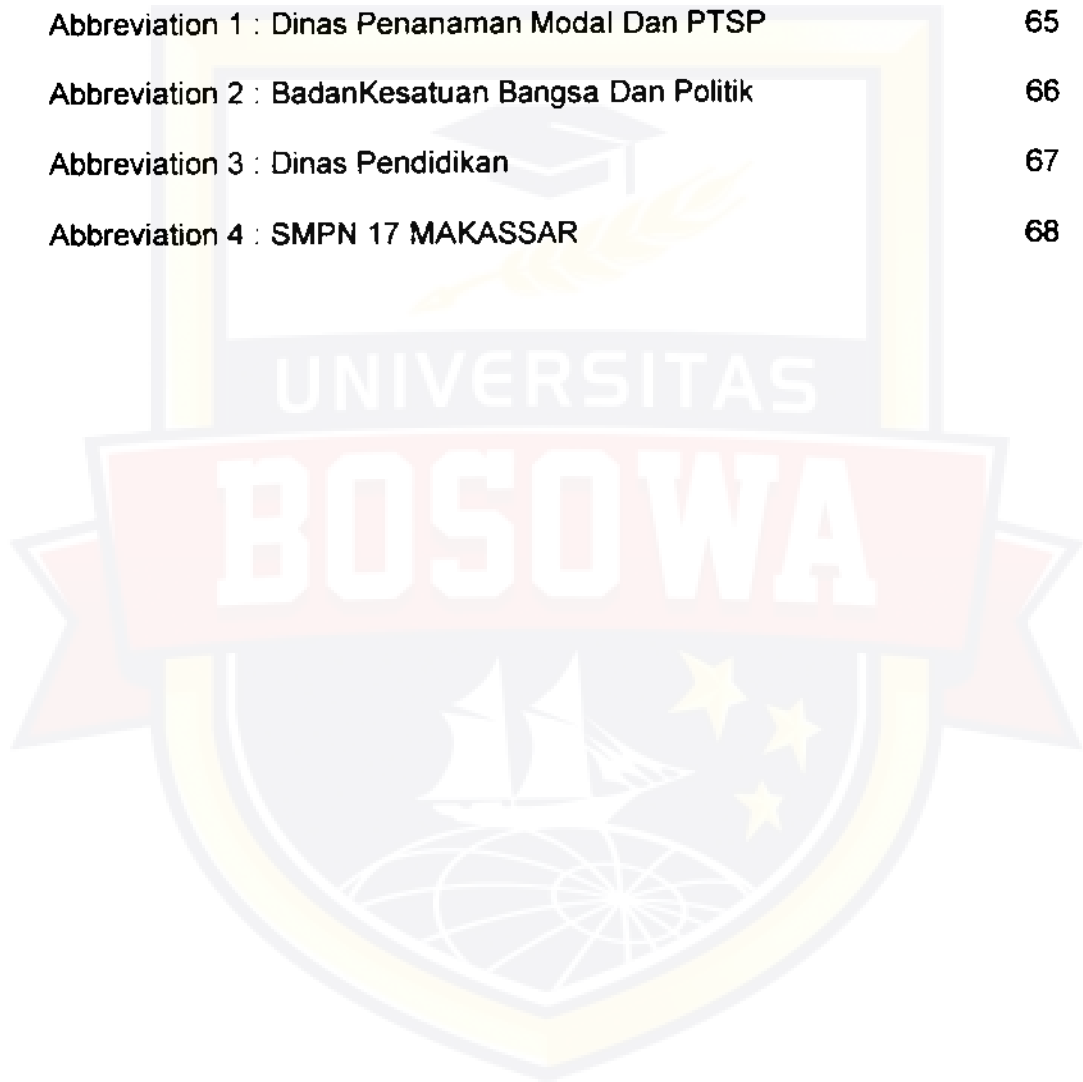 Abbreviation 1 : Dinas Penanaman Modal Dan PTSP 65
Abbreviation 2 : BadanKesatuan Bangsa Dan Politik 66
Abbreviation 3 : Dinas Pendidikan 67
Abbreviation 4 : SMPN 17 MAKASSAR 68
UNIVERSITAS
BOSOWA